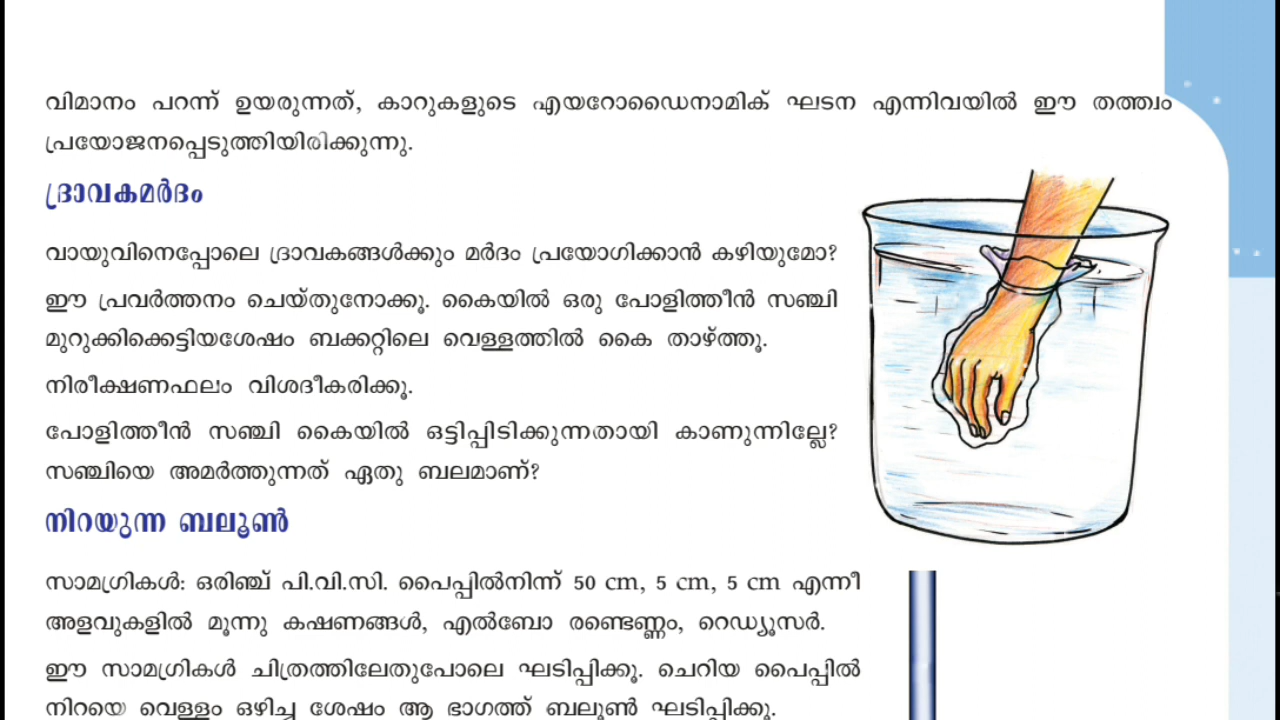 വിമാനം പറന്ന് ഉയരുന്നത്, കാറുകളുടെ എയറോഡൈനാമിക് ഘടന എന്നിവയിൽ ഈ തത്ത്വം
പ്രയോജനപ്പെടുത്തിയിരിക്കുന്നു.
ദ്രാവകമർദം
വായുവിനെപ്പോലെ ദ്രാവകങ്ങൾക്കും മർദം പ്രയോഗിക്കാൻ കഴിയുമോ?
ഈ പ്രവർത്തനം ചെയ്തുനോക്കൂ. കൈയിൽ ഒരു പോളിത്തീൻ സഞ്ചി
മുറുക്കിക്കെട്ടിയശേഷം ബക്കറ്റിലെ വെള്ളത്തിൽ കൈ താഴ്ത്തൂ.
നിരീക്ഷണഫലം വിശദീകരിക്കൂ.
പോളിത്തീൻ സഞ്ചി കൈയിൽ ഒട്ടിപ്പിടിക്കുന്നതായി കാണുന്നില്ലേ?
സഞ്ചിയെ അമർത്തുന്നത് ഏതു ബലമാണ്?
നിറയുന്ന ബലൂൺ
സാമഗ്രികൾ: ഒരിഞ്ച് പി.വി.സി. പൈപ്പിൽനിന്ന് 50 cm, 5 cm, 5 cm എന്നീ
അളവുകളിൽ മൂന്നു കഷണങ്ങൾ, എൽബോ രണ്ടെണ്ണം, റെഡ്യൂസർ.
ഈ സാമഗ്രികൾ ചിത്രത്തിലേതുപോലെ ഘടിപ്പിക്കൂ. ചെറിയ പൈപ്പിൽ
നിറയെ വെള്ളം ഒഴിച്ച ശേഷം ആ ഭാഗത്ത് ബലൂൺ ഘടിപ്പിക്കൂ.